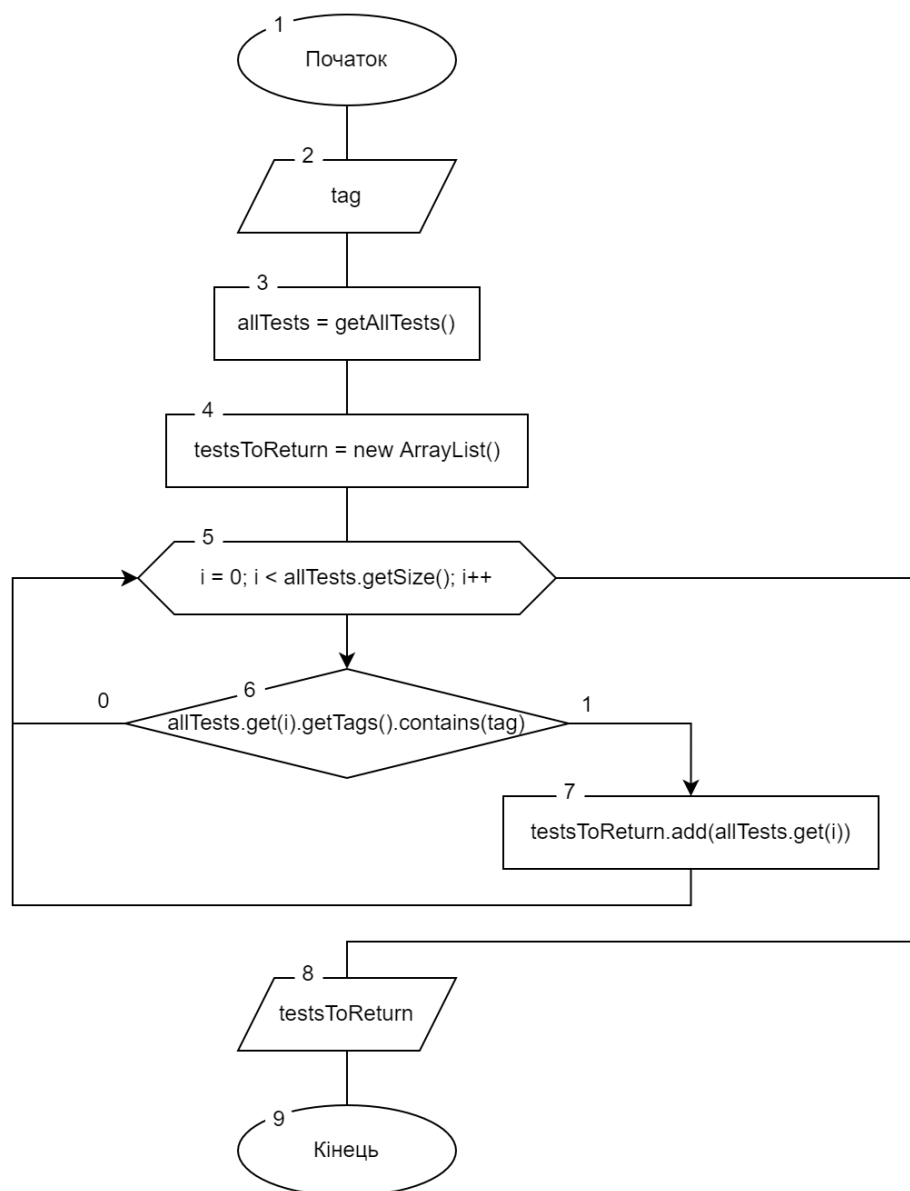 1
Початок
2
tag
3
allTests = getAllTests()
4
testsToReturn = new ArrayList()
5
i = 0; i < allTests.getSize(); i++
0
6
allTests.get(i).getTags().contains(tag)
1
7
testsToReturn.add(allTests.get(i))
8
testsToReturn
9
Кінець